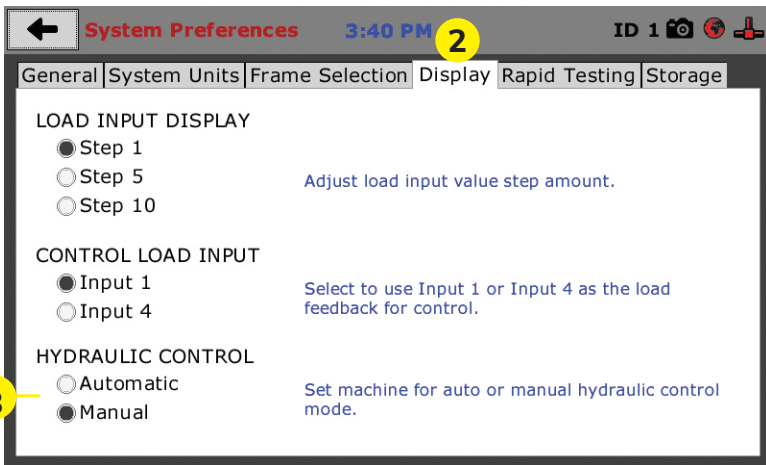 System Preferences 3:40 PM 2 ID 1
General System Units Frame Selection Display Rapid Testing Storage
LOAD INPUT DISPLAY
Step 1
Step 5
Adjust load input value step amount.
Step 10
CONTROL LOAD INPUT
Input 1
Input 4
Select to use Input 1 or Input 4 as the load
feedback for control.
HYDRAULIC CONTROL
Automatic
Manual
Set machine for auto or manual hydraulic control
mode.